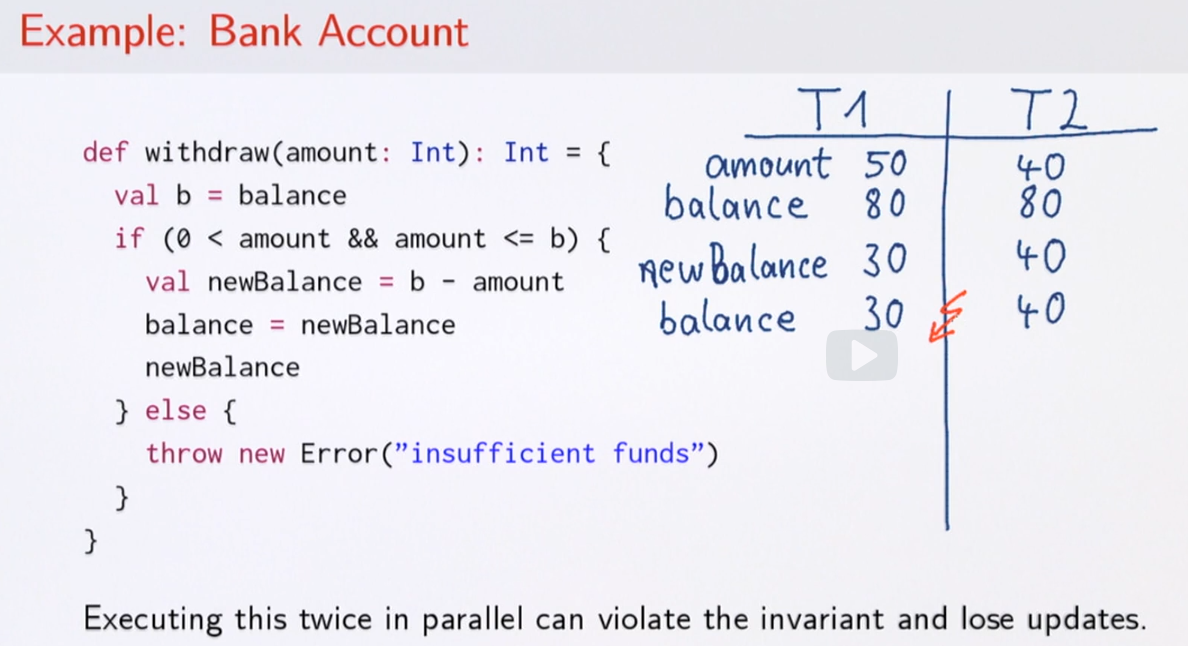 Example: Bank Account
T1 T2
def withdraw(amount: Int): Int = {
amount 50 40
val b = balance
balance 80 80
if (0 < amount && amount <= b) {
newBalance 30 40
val newBalance = b - amount
balance = newBalance
balance 30 40
newBalance
} else {
throw new Error(”insufficient funds”)
}
}
Executing this twice in parallel can violate the invariant and lose updates.